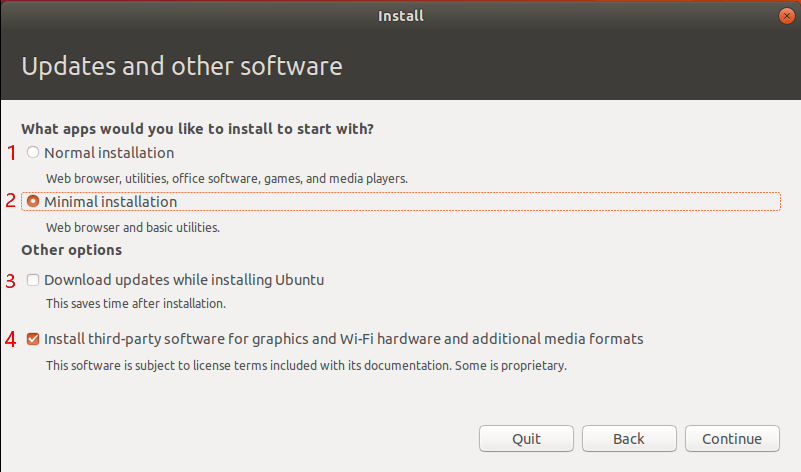 Install
Updates and other software
What apps would you like to install to start with?
1 Normal installation
Web browser, utilities, office software, games, and media players.
2 Minimal installation
Web browser and basic utilities.
Other options
3 Download updates while installing Ubuntu
This saves time after installation.
4 Install third-party software for graphics and Wi-Fi hardware and additional media formats
This software is subject to license terms included with its documentation. Some is proprietary.
Quit Back Continue